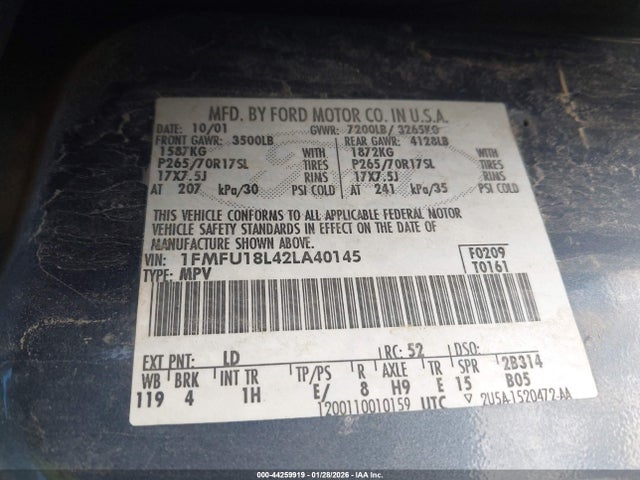 MFD. BY FORD MOTOR CO. IN U.S.A.
DATE: 10/01 GVWR: 7200LB/ 3265KG
FRONT GAWR: 3500LB REAR GAWR: 4128LB
1587KG WITH 1872KG WITH
P265/70R17SL TIRES P265/70R17SL TIRES
17X7.5J RIMS 17X7.5J RIMS
AT 207 kPa/30 PSI COLD AT 241 kPa/35 PSI COLD
THIS VEHICLE CONFORMS TO ALL APPLICABLE FEDERAL MOTOR
VEHICLE SAFETY STANDARDS IN EFFECT ON THE DATE OF
MANUFACTURE SHOWN ABOVE.
VIN: 1FMFU18L42LA40145 F0209
TYPE: MPV T0161
EXT PNT: LD RC: 52 DSO:
WB BRK INT TR TP/PS R AXLE TR SPR 2B314
119 4 1H E/ 8 H9 E 15 B05
1200110010159 UTC ▽ 2U5A-1520472-AA
000-44259919 | 01/28/2026 | IAA Inc.